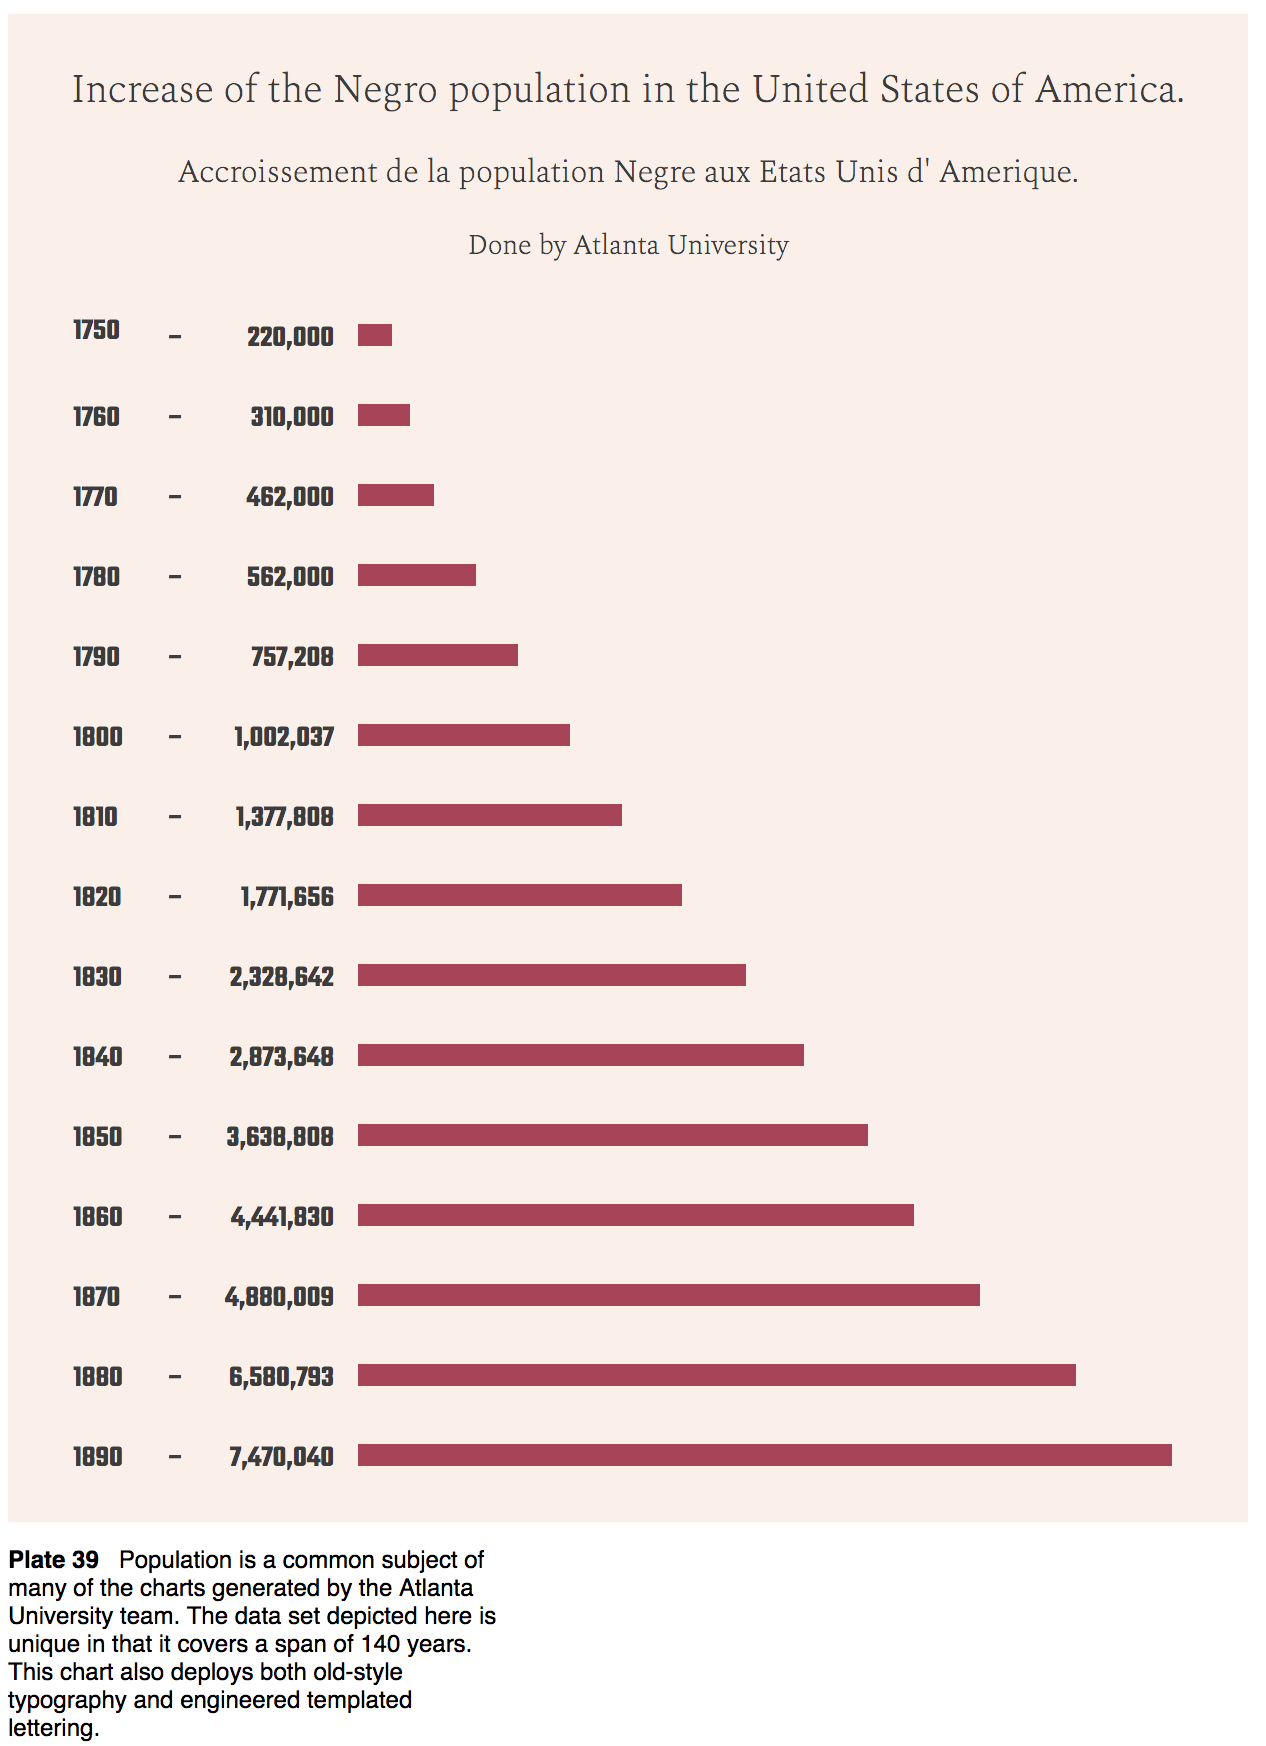 Increase of the Negro population in the United States of America.
Accroissement de la population Negre aux Etats Unis d' Amerique.
Done by Atlanta University
1750 – 220,000
1760 – 310,000
1770 – 462,000
1780 – 562,000
1790 – 757,208
1800 – 1,002,037
1810 – 1,377,808
1820 – 1,771,656
1830 – 2,328,642
1840 – 2,873,648
1850 – 3,638,808
1860 – 4,441,830
1870 – 4,880,009
1880 – 6,580,793
1890 – 7,470,040
Plate 39 Population is a common subject of
many of the charts generated by the Atlanta
University team. The data set depicted here is
unique in that it covers a span of 140 years.
This chart also deploys both old-style
typography and engineered templated
lettering.